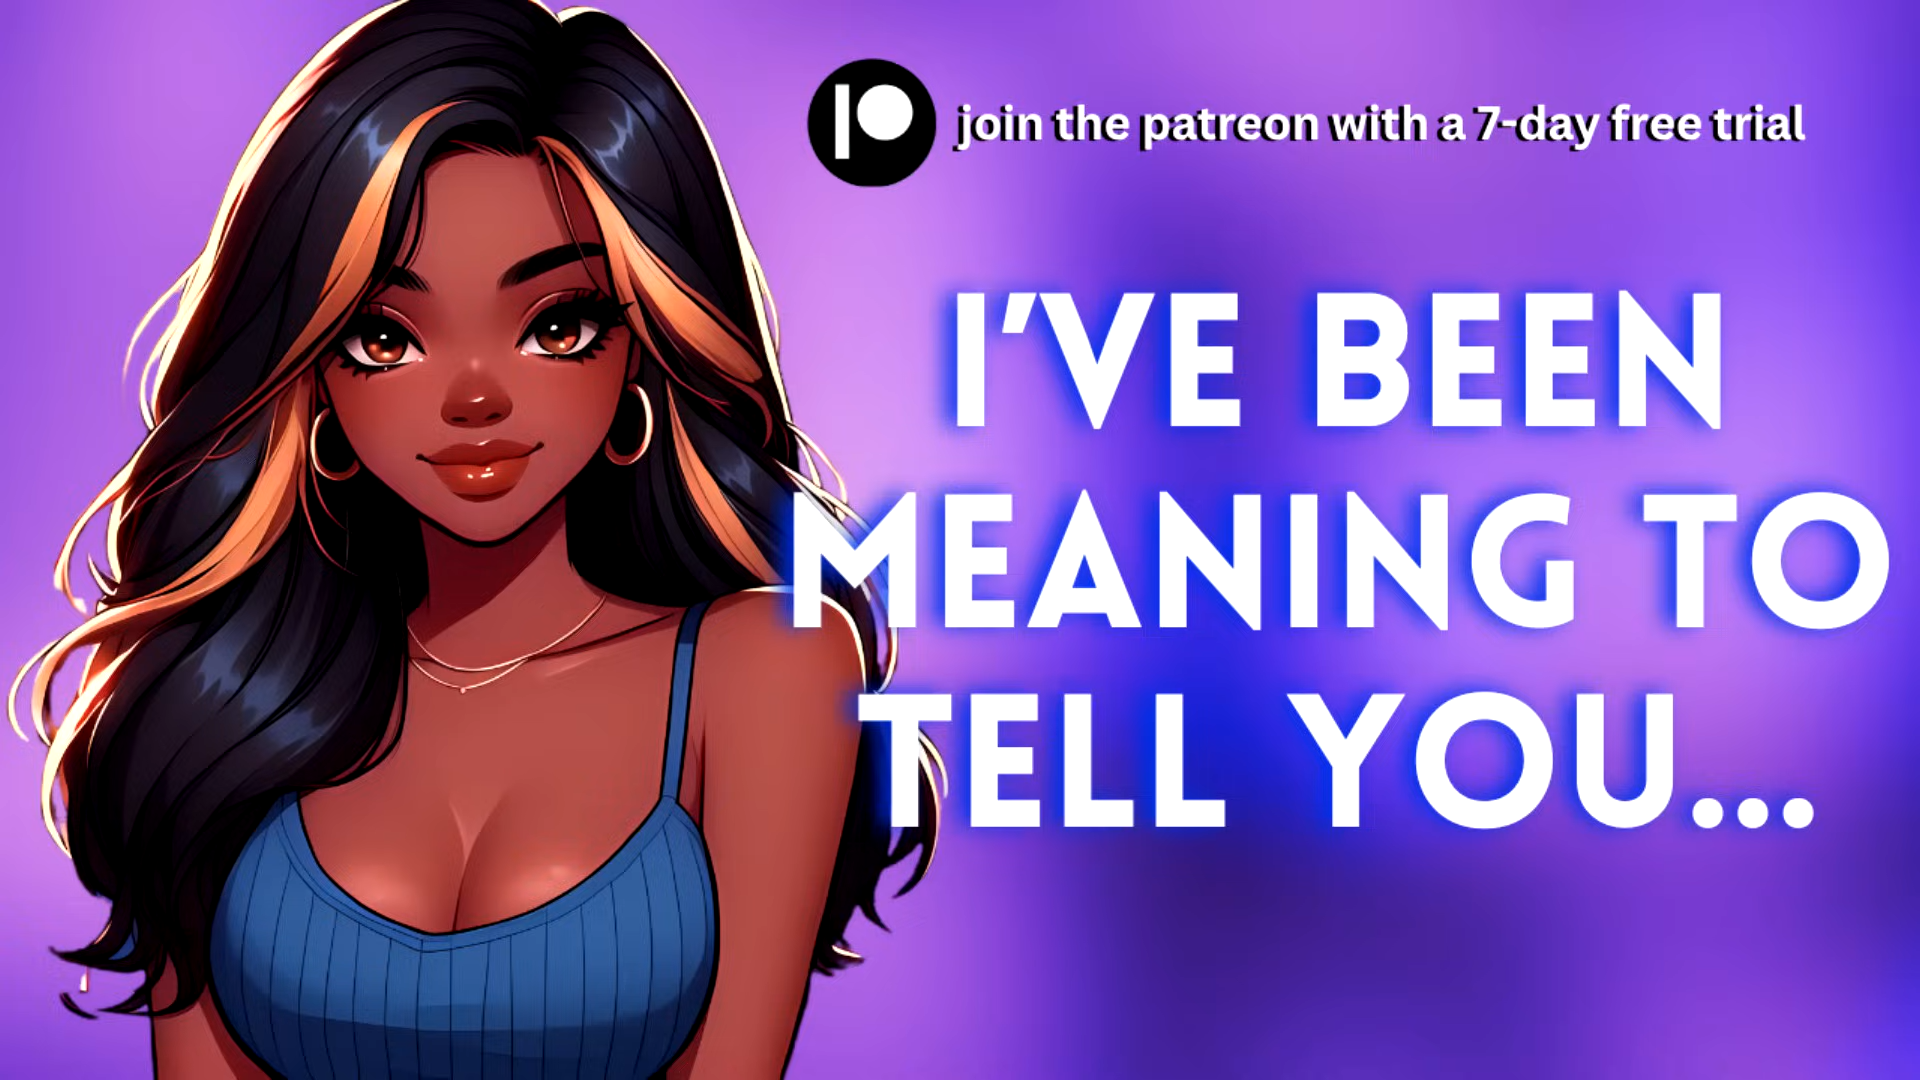 join the patreon with a 7-day free trial
I'VE BEEN
MEANING TO
TELL YOU...